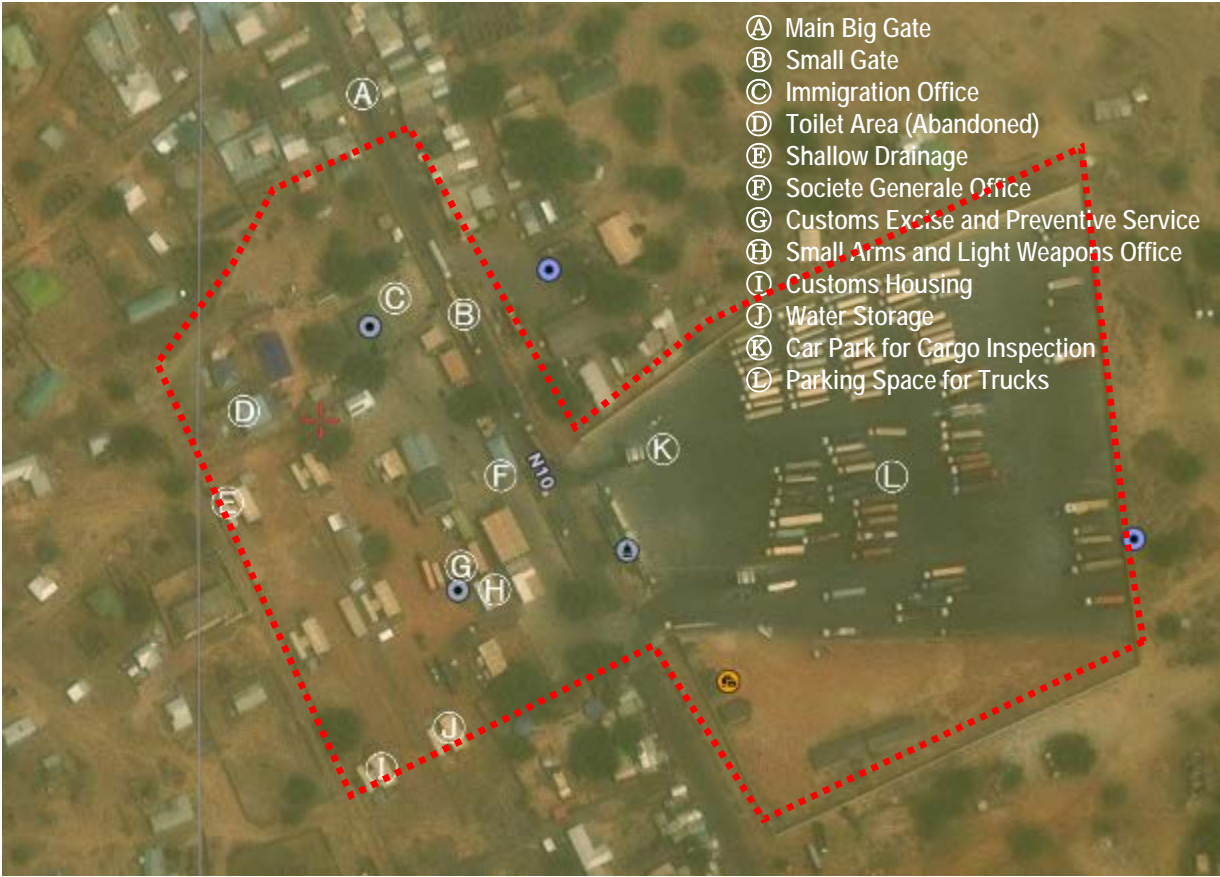 Ⓐ Main Big Gate
Ⓑ Small Gate
Ⓒ Immigration Office
Ⓓ Toilet Area (Abandoned)
Ⓔ Shallow Drainage
Ⓕ Societe Generale Office
Ⓖ Customs Excise and Preventive Service
Ⓗ Small Arms and Light Weapons Office
Ⓘ Customs Housing
Ⓙ Water Storage
Ⓚ Car Park for Cargo Inspection
Ⓛ Parking Space for Trucks
Ⓐ
Ⓒ
Ⓑ
Ⓓ
Ⓚ
Ⓕ
N10
Ⓛ
Ⓔ
Ⓖ
Ⓗ
Ⓙ
Ⓘ